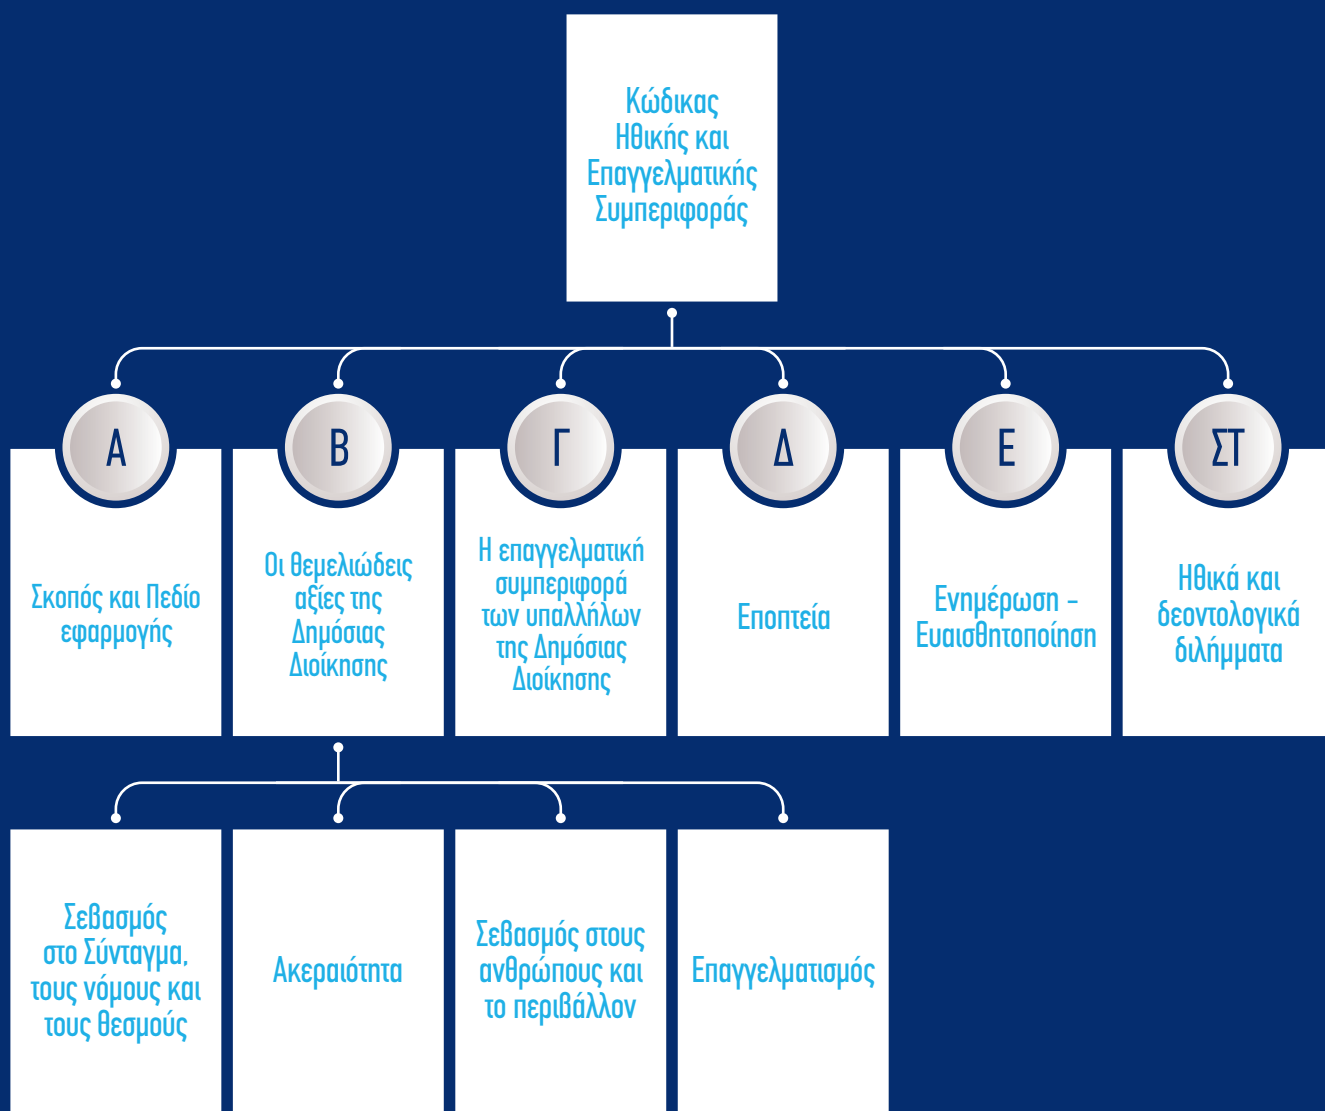 Κώδικας
Ηθικής και
Επαγγελματικής
Συμπεριφοράς
Α
Β
Γ
Δ
Ε
ΣΤ
Σκοπός και Πεδίο
εφαρμογής
Οι θεμελιώδεις
αξίες της
Δημόσιας
Διοίκησης
Η επαγγελματική
συμπεριφορά
των υπαλλήλων
της Δημόσιας
Διοίκησης
Εποπτεία
Ενημέρωση –
Ευαισθητοποίηση
Ηθικά και
δεοντολογικά
διλήμματα
Σεβασμός
στο Σύνταγμα,
τους νόμους και
τους θεσμούς
Ακεραιότητα
Σεβασμός στους
ανθρώπους και
το περιβάλλον
Επαγγελματισμός